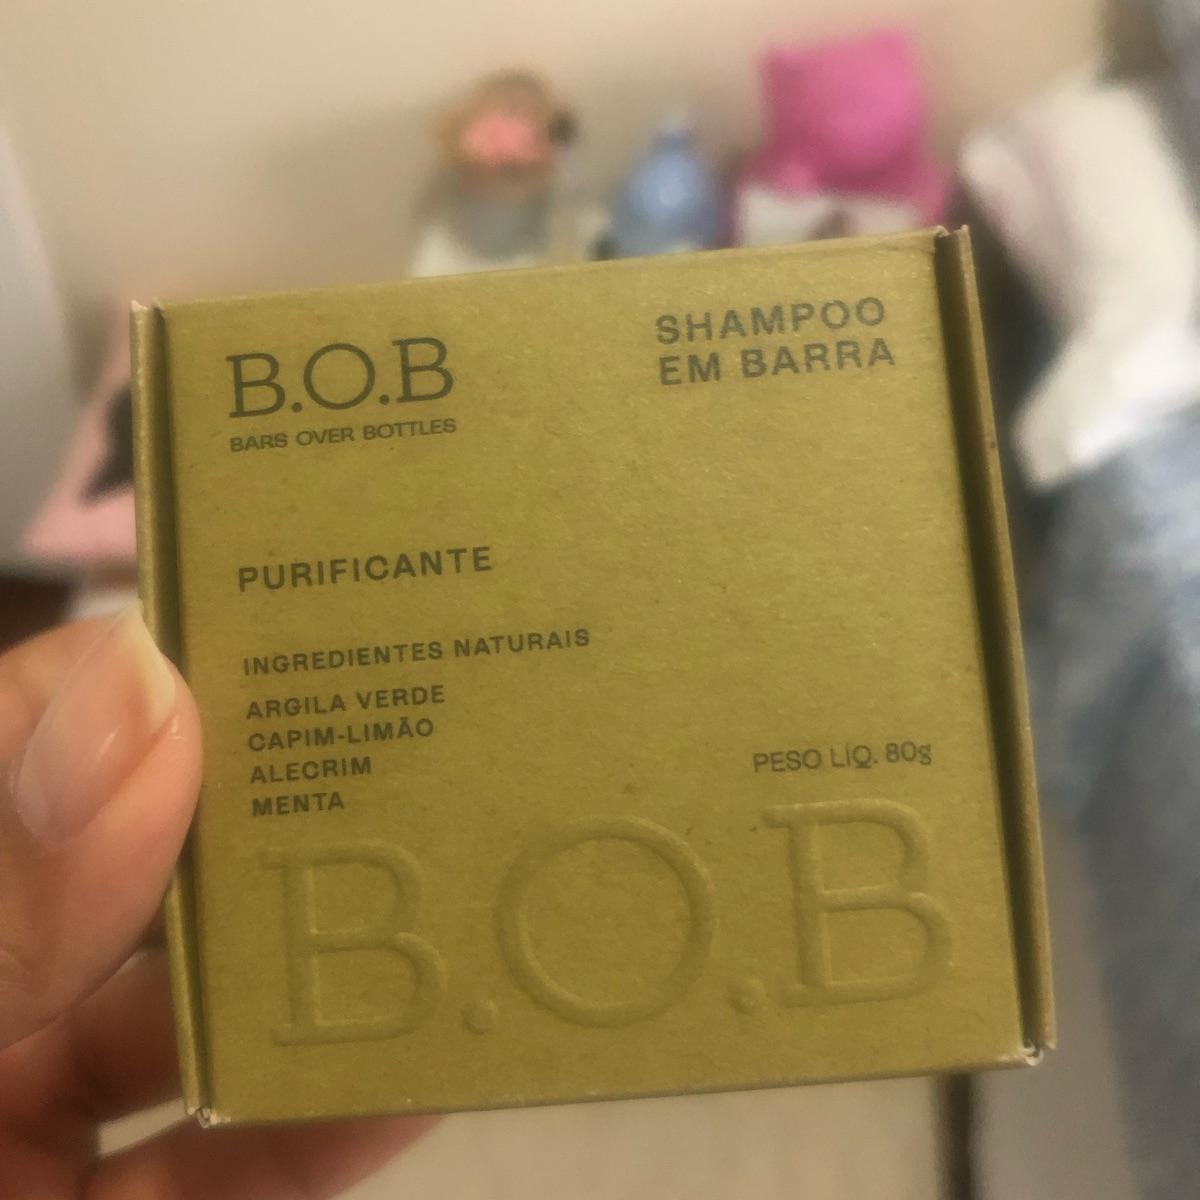 B.O.B
BARS OVER BOTTLES
SHAMPOO
EM BARRA
PURIFICANTE
INGREDIENTES NATURAIS
ARGILA VERDE
CAPIM-LIMÃO
ALECRIM
MENTA
PESO LÍQ. 80g
B.O.B